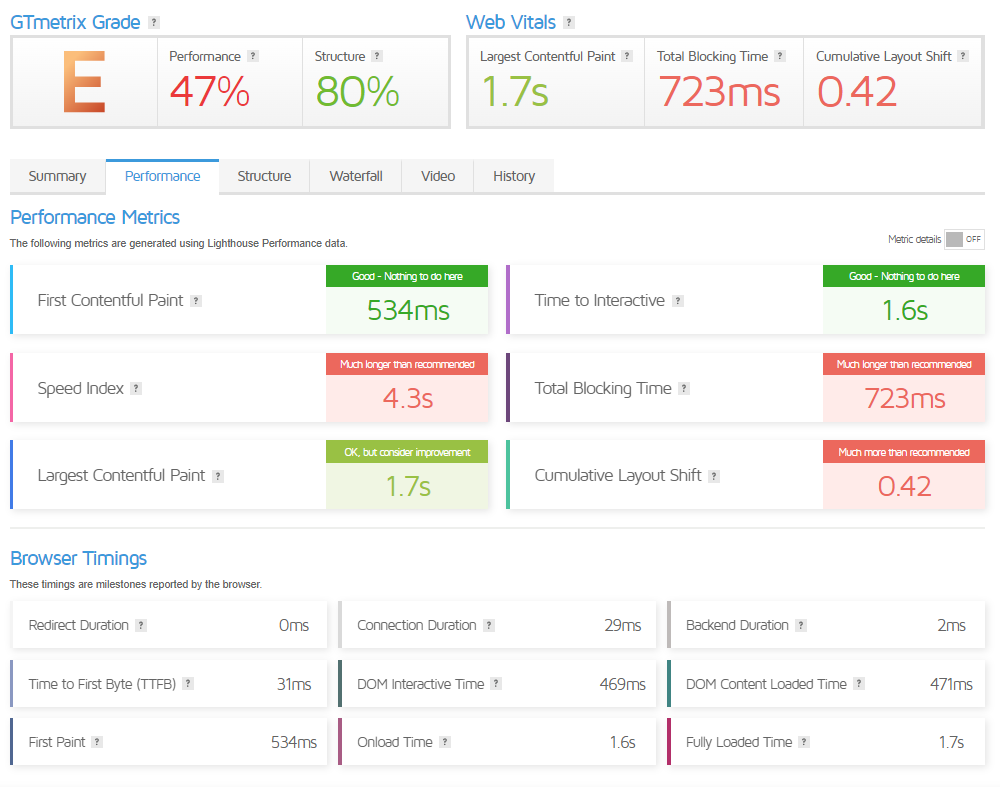 GTmetrix Grade ?
Web Vitals ?
E
Performance ?
47%
Structure ?
80%
Largest Contentful Paint ?
1.7s
Total Blocking Time ?
723ms
Cumulative Layout Shift ?
0.42
Summary Performance Structure Waterfall Video History
Performance Metrics
The following metrics are generated using Lighthouse Performance data.
Metric details OFF
First Contentful Paint ?
Good - Nothing to do here
534ms
Time to Interactive ?
Good - Nothing to do here
1.6s
Speed Index ?
Much longer than recommended
4.3s
Total Blocking Time ?
Much longer than recommended
723ms
Largest Contentful Paint ?
OK, but consider improvement
1.7s
Cumulative Layout Shift ?
Much more than recommended
0.42
Browser Timings
These timings are milestones reported by the browser.
Redirect Duration ? 0ms
Connection Duration ? 29ms
Backend Duration ? 2ms
Time to First Byte (TTFB) ? 31ms
DOM Interactive Time ? 469ms
DOM Content Loaded Time ? 471ms
First Paint ? 534ms
Onload Time ? 1.6s
Fully Loaded Time ? 1.7s